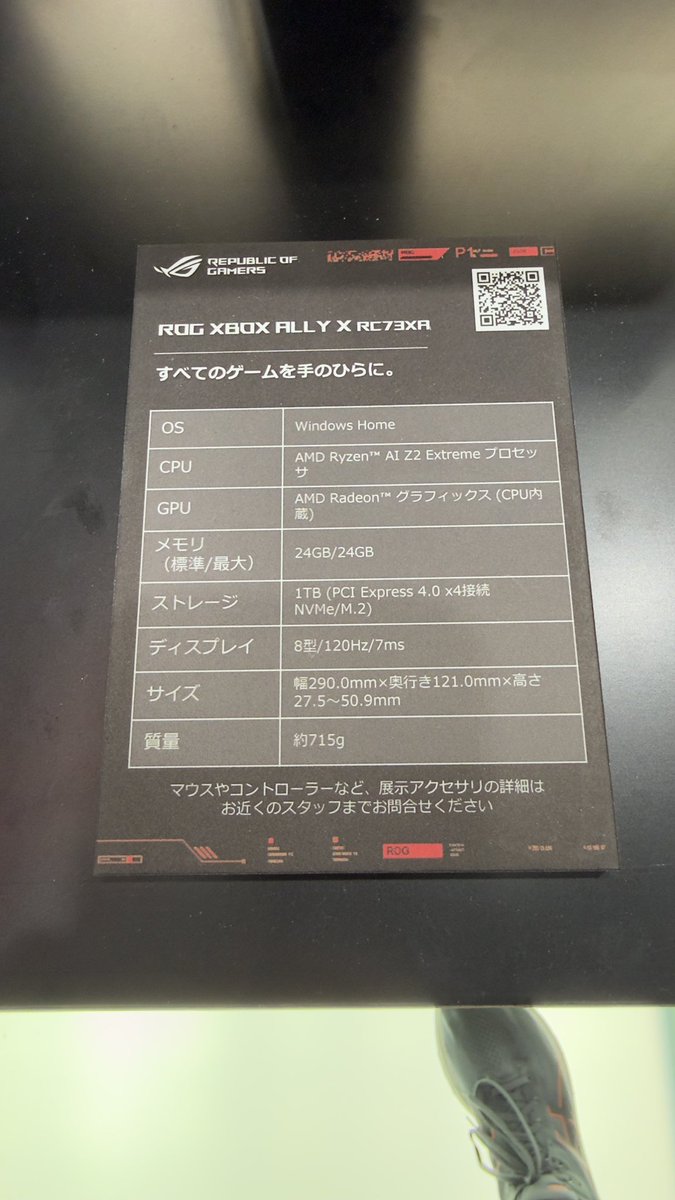 REPUBLIC OF
GAMERS
ROG XBOX ALLY X RC73XA
すべてのゲームを手のひらに。
OS
Windows Home
CPU
AMD Ryzen™ AI Z2 Extreme プロセッ
サ
GPU
AMD Radeon™ グラフィックス (CPU内
蔵)
メモリ
（標準/最大）
24GB/24GB
ストレージ
1TB (PCI Express 4.0 x4接続
NVMe/M.2)
ディスプレイ
8型/120Hz/7ms
サイズ
幅290.0mm×奥行き121.0mm×高さ
27.5～50.9mm
質量
約715g
マウスやコントローラーなど、展示アクセサリの詳細は
お近くのスタッフまでお問合せください
ROG